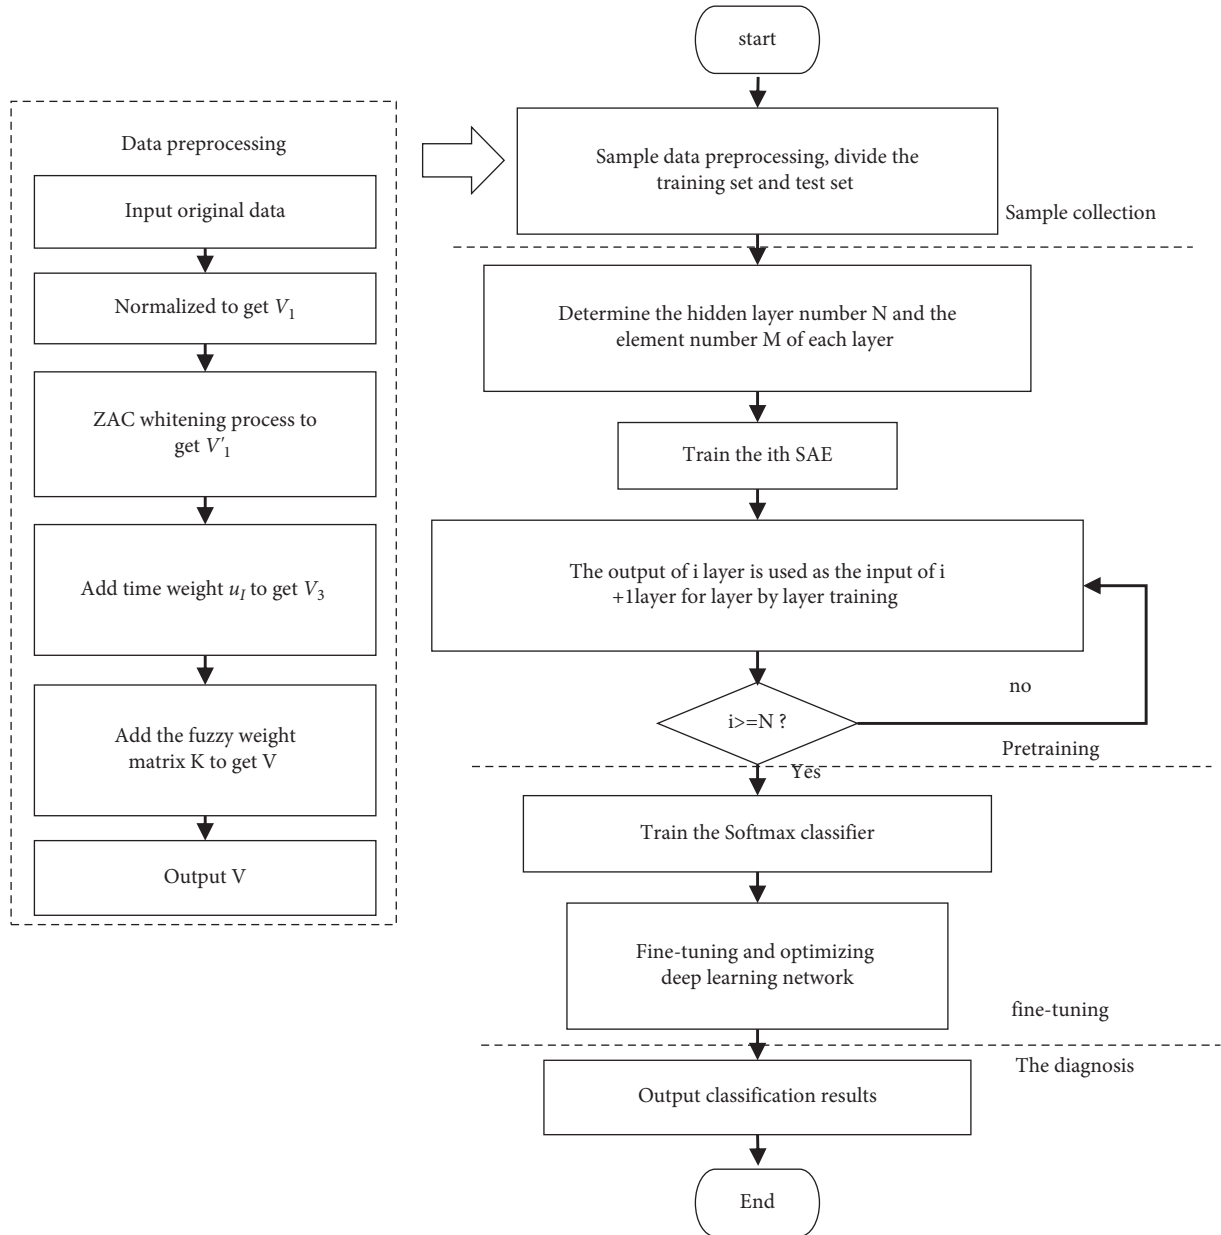 start
Data preprocessing
Input original data
Normalized to get V1
ZAC whitening process to
get V′1
Add time weight uI to get V3
Add the fuzzy weight
matrix K to get V
Output V
Sample data preprocessing, divide the
training set and test set
Sample collection
Determine the hidden layer number N and the
element number M of each layer
Train the ith SAE
The output of i layer is used as the input of i
+1layer for layer by layer training
no
i>=N ?
Pretraining
Yes
Train the Softmax classifier
Fine-tuning and optimizing
deep learning network
fine-tuning
The diagnosis
Output classification results
End